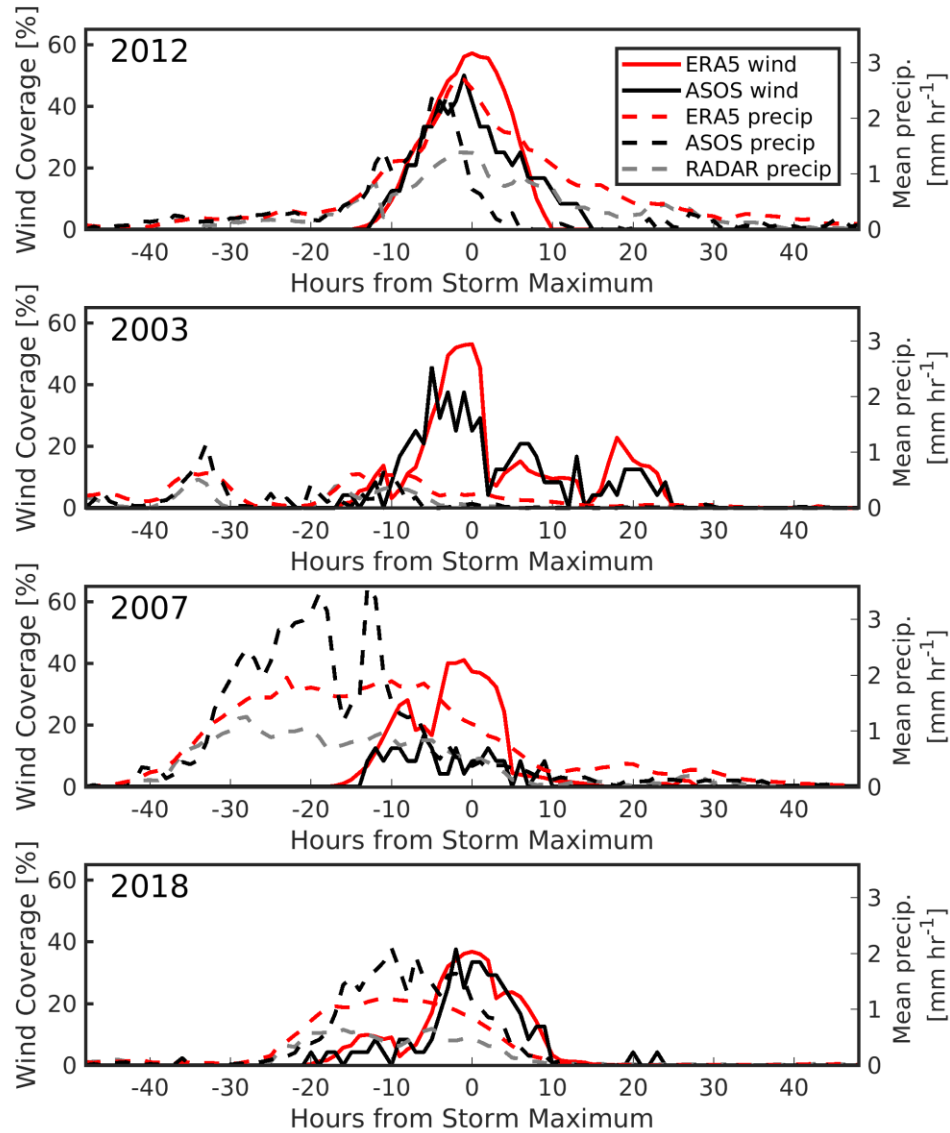 2012
60
40
20
0
Wind Coverage [%]
3
2
1
0
Mean precip.
[mm hr-1]
ERA5 wind
ASOS wind
ERA5 precip
ASOS precip
RADAR precip
-40 -30 -20 -10 0 10 20 30 40
Hours from Storm Maximum
2003
60
40
20
0
Wind Coverage [%]
3
2
1
0
Mean precip.
[mm hr-1]
-40 -30 -20 -10 0 10 20 30 40
Hours from Storm Maximum
2007
60
40
20
0
Wind Coverage [%]
3
2
1
0
Mean precip.
[mm hr-1]
-40 -30 -20 -10 0 10 20 30 40
Hours from Storm Maximum
2018
60
40
20
0
Wind Coverage [%]
3
2
1
0
Mean precip.
[mm hr-1]
-40 -30 -20 -10 0 10 20 30 40
Hours from Storm Maximum